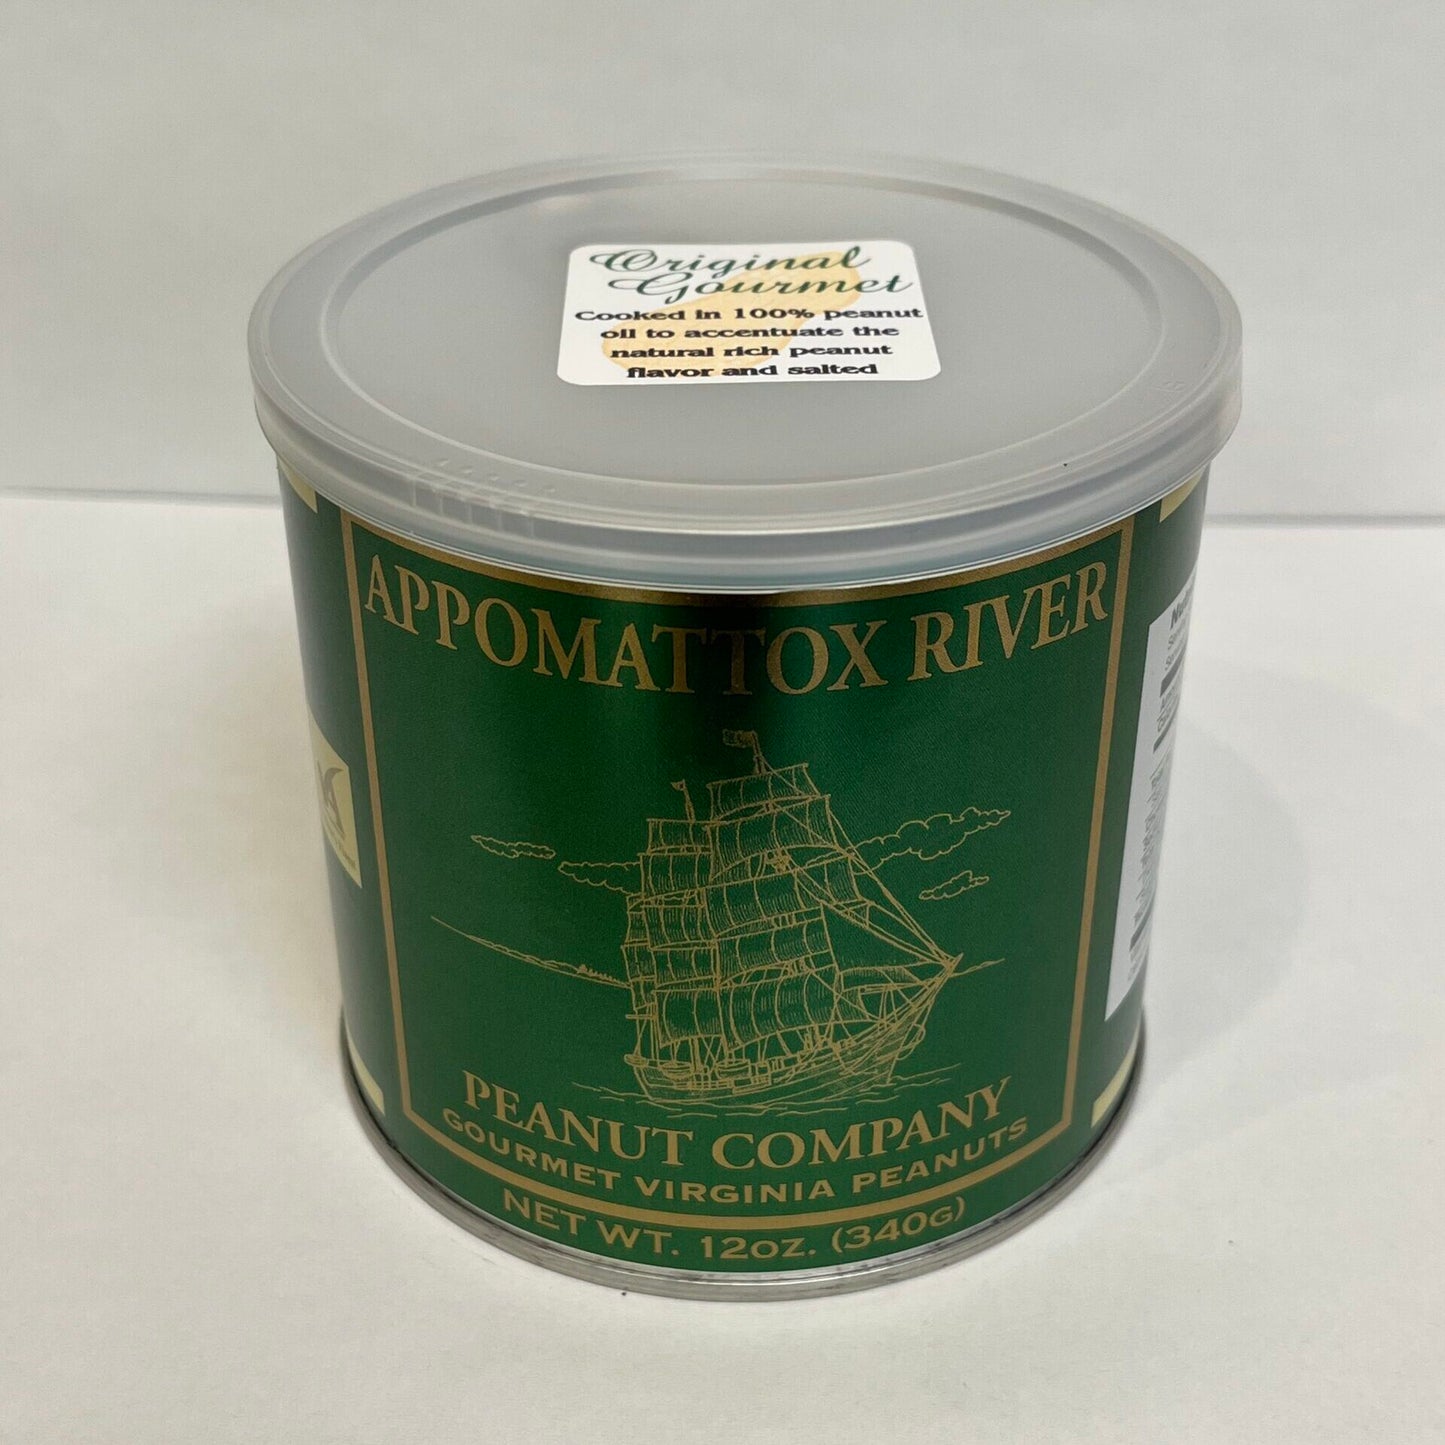 Original
Gourmet
Cooked in 100% peanut
oil to accentuate the
natural rich peanut
flavor and salted
APPOMATTOX RIVER
PEANUT COMPANY
GOURMET VIRGINIA PEANUTS
NET WT. 12OZ. (340G)